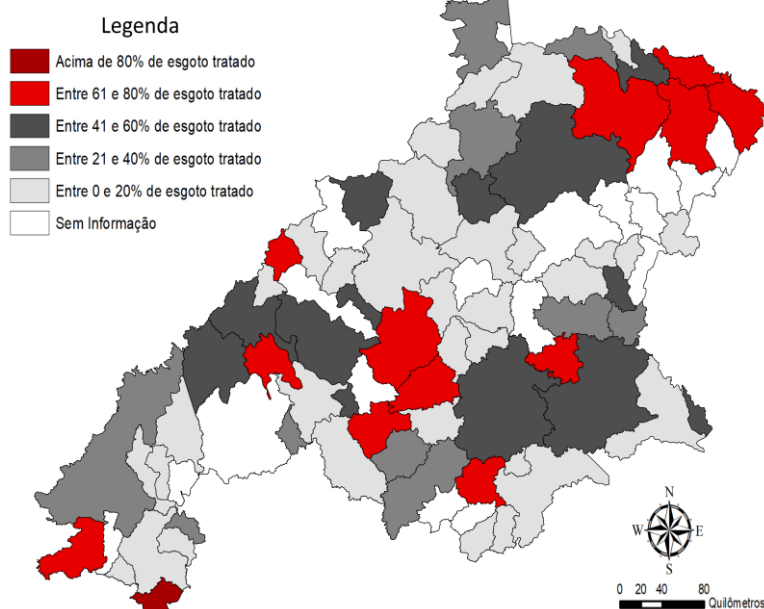 Legenda
Acima de 80% de esgoto tratado
Entre 61 e 80% de esgoto tratado
Entre 41 e 60% de esgoto tratado
Entre 21 e 40% de esgoto tratado
Entre 0 e 20% de esgoto tratado
Sem Informação
N
W E
S
0 20 40 80
Quilômetros